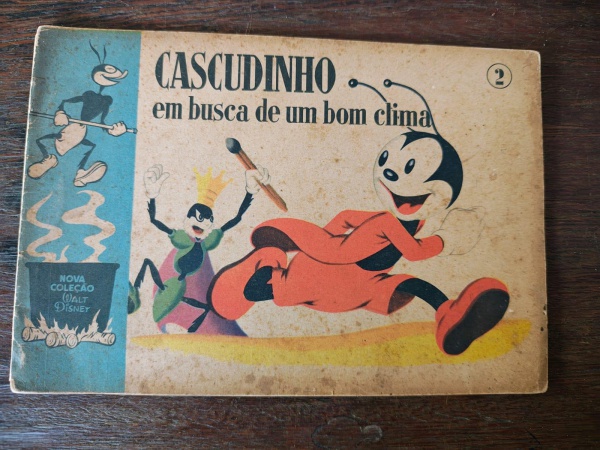 CASCUDINHO
em busca de um bom clima
2
NOVA
COLEÇÃO
WALT
DISNEY